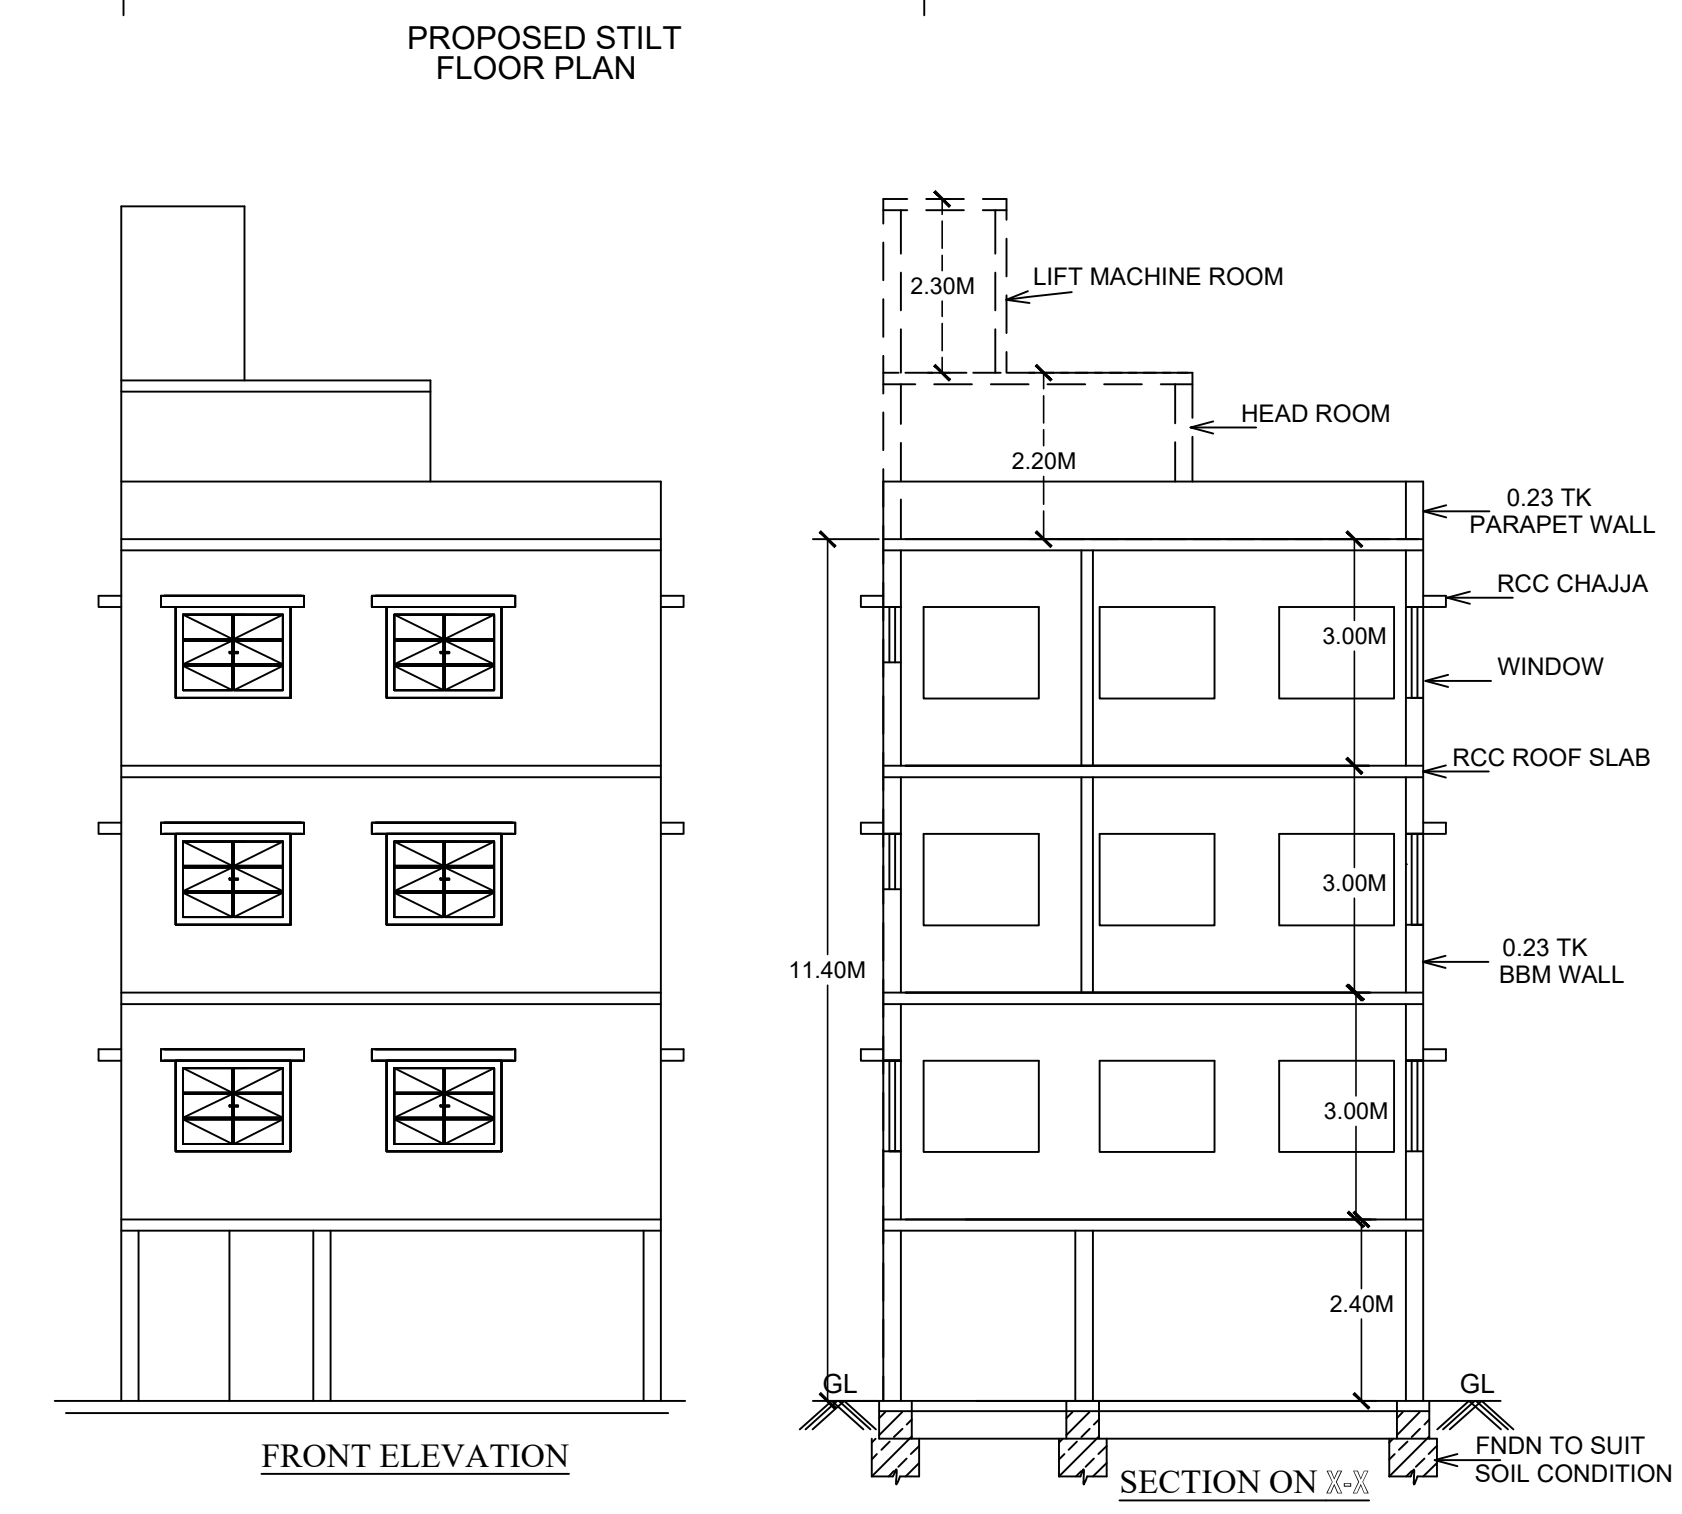 PROPOSED STILT
FLOOR PLAN
2.30M
LIFT MACHINE ROOM
HEAD ROOM
2.20M
0.23 TK
PARAPET WALL
RCC CHAJJA
3.00M
WINDOW
RCC ROOF SLAB
3.00M
0.23 TK
BBM WALL
11.40M
3.00M
2.40M
GL
GL
FRONT ELEVATION
SECTION ON X-X
FNDN TO SUIT
SOIL CONDITION